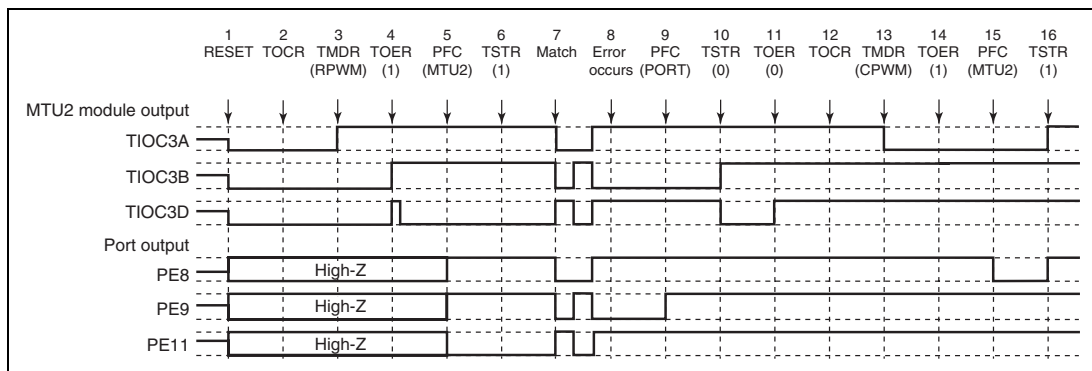 1 2 3 4 5 6 7 8 9 10 11 12 13 14 15 16
RESET TOCR TMDR TOER PFC TSTR Match Error PFC TSTR TOER TOCR TMDR TOER PFC TSTR
(RPWM) (1) (MTU2) (1) occurs (PORT) (0) (0) (CPWM) (1) (MTU2) (1)
MTU2 module output
TIOC3A
TIOC3B
TIOC3D
Port output
PE8 High-Z
PE9 High-Z
PE11 High-Z